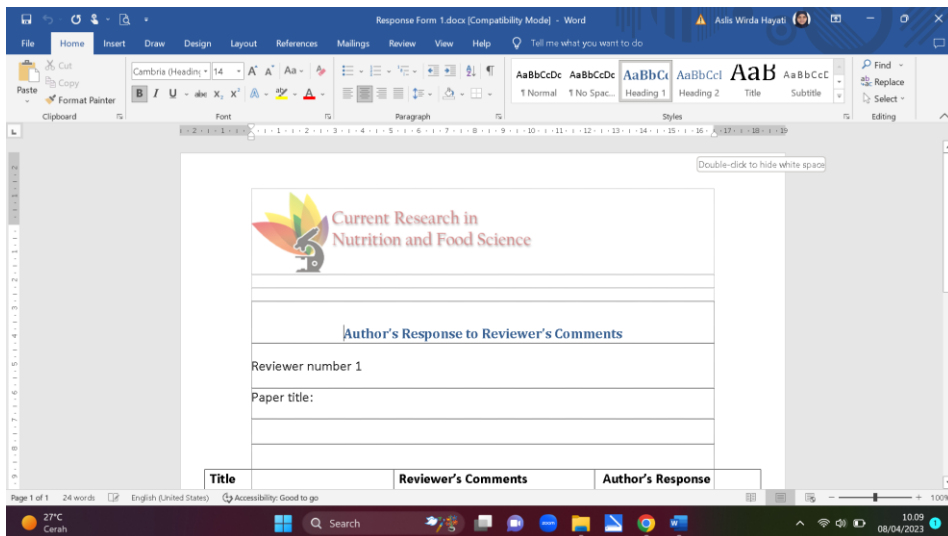 Response Form 1.docx [Compatibility Mode] - Word
Aslis Wirda Hayati
File Home Insert Draw Design Layout References Mailings Review View Help Tell me what you want to do
Paste
Cut
Copy
Format Painter
Clipboard
Cambria (Heading 14
Font
Paragraph
AaBbCcDc AaBbCcDc AaBbC AaBbCcI AaB AaBbCcC
¶ Normal ¶ No Spac... Heading 1 Heading 2 Title Subtitle
Styles
Find
Replace
Select
Editing
Double-click to hide white space
Current Research in
Nutrition and Food Science
Author's Response to Reviewer's Comments
Reviewer number 1
Paper title:
Title Reviewer's Comments Author's Response
Page 1 of 1 24 words English (United States) Accessibility: Good to go 100%
27°C
Cerah
Search
10.09
08/04/2023